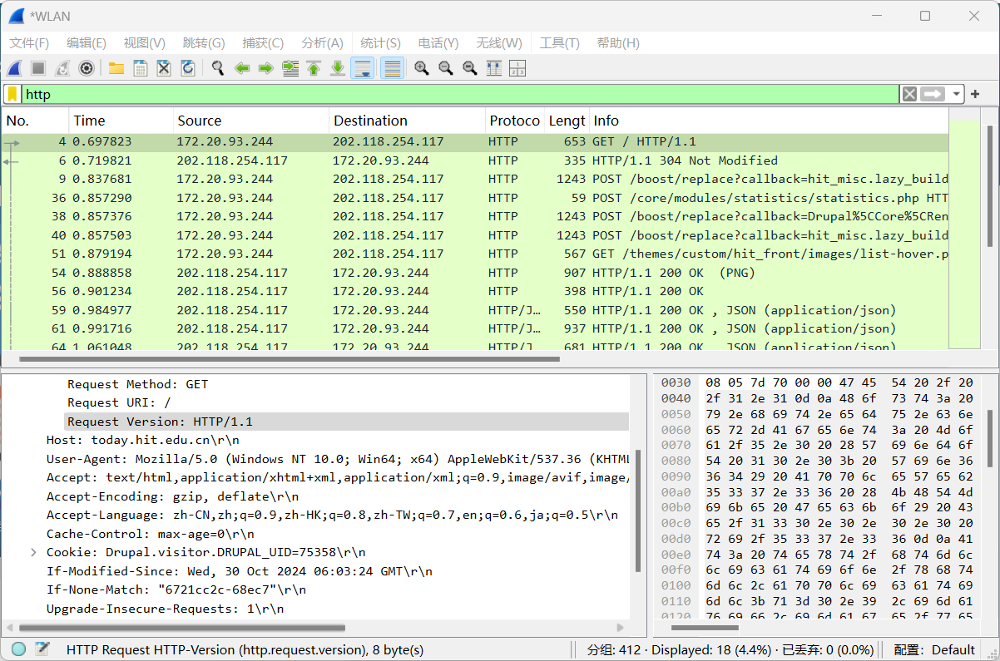 *WLAN
文件(F) 编辑(E) 视图(V) 跳转(G) 捕获(C) 分析(A) 统计(S) 电话(Y) 无线(W) 工具(T) 帮助(H)
http
No. Time Source Destination Protoco Lengt Info
4 0.697823 172.20.93.244 202.118.254.117 HTTP 653 GET / HTTP/1.1
6 0.719821 202.118.254.117 172.20.93.244 HTTP 335 HTTP/1.1 304 Not Modified
9 0.837681 172.20.93.244 202.118.254.117 HTTP 1243 POST /boost/replace?callback=hit_misc.lazy_build
36 0.857290 172.20.93.244 202.118.254.117 HTTP 59 POST /core/modules/statistics/statistics.php HTT
38 0.857376 172.20.93.244 202.118.254.117 HTTP 1243 POST /boost/replace?callback=Drupal%5CCore%5CRen
40 0.857503 172.20.93.244 202.118.254.117 HTTP 1243 POST /boost/replace?callback=hit_misc.lazy_build
51 0.879194 172.20.93.244 202.118.254.117 HTTP 567 GET /themes/custom/hit_front/images/list-hover.p
54 0.888858 202.118.254.117 172.20.93.244 HTTP 907 HTTP/1.1 200 OK  (PNG)
56 0.901234 202.118.254.117 172.20.93.244 HTTP 398 HTTP/1.1 200 OK
59 0.984977 202.118.254.117 172.20.93.244 HTTP/J… 550 HTTP/1.1 200 OK , JSON (application/json)
61 0.991716 202.118.254.117 172.20.93.244 HTTP/J… 937 HTTP/1.1 200 OK , JSON (application/json)
64 1.061048 202.118.254.117 172.20.93.244 HTTP/J 681 HTTP/1.1 200 OK , JSON (application/json)
Request Method: GET
Request URI: /
Request Version: HTTP/1.1
Host: today.hit.edu.cn\r\n
User-Agent: Mozilla/5.0 (Windows NT 10.0; Win64; x64) AppleWebKit/537.36 (KHTML
Accept: text/html,application/xhtml+xml,application/xml;q=0.9,image/avif,image/
Accept-Encoding: gzip, deflate\r\n
Accept-Language: zh-CN,zh;q=0.9,zh-HK;q=0.8,zh-TW;q=0.7,en;q=0.6,ja;q=0.5\r\n
Cache-Control: max-age=0\r\n
Cookie: Drupal.visitor.DRUPAL_UID=75358\r\n
If-Modified-Since: Wed, 30 Oct 2024 06:03:24 GMT\r\n
If-None-Match: "6721cc2c-68ec7"\r\n
Upgrade-Insecure-Requests: 1\r\n
0030 08 05 7d 70 00 00 47 45 54 20 2f 20
0040 2f 31 2e 31 0d 0a 48 6f 73 74 3a 20
0050 79 2e 68 69 74 2e 65 64 75 2e 63 6e
0060 65 72 2d 41 67 65 6e 74 3a 20 4d 6f
0070 61 2f 35 2e 30 20 28 57 69 6e 64 6f
0080 54 20 31 30 2e 30 3b 20 57 69 6e 36
0090 36 34 29 20 41 70 70 6c 65 57 65 62
00a0 35 33 37 2e 33 36 20 28 4b 48 54 4d
00b0 69 6b 65 20 47 65 63 6b 6f 29 20 43
00c0 65 2f 31 33 30 2e 30 2e 30 2e 30 20
00d0 72 69 2f 35 33 37 2e 33 36 0d 0a 41
00e0 74 3a 20 74 65 78 74 2f 68 74 6d 6c
00f0 6c 69 63 61 74 69 6f 6e 2f 78 68 74
0100 6d 6c 2c 61 70 70 6c 69 63 61 74 69
0110 6d 6c 3b 71 3d 30 2e 39 2c 69 6d 61
0120 76 69 66 2c 69 6d 61 67 65 2f 77 65
HTTP Request HTTP-Version (http.request.version), 8 byte(s)
分组: 412 · Displayed: 18 (4.4%) · 已丢弃: 0 (0.0%)
配置: Default